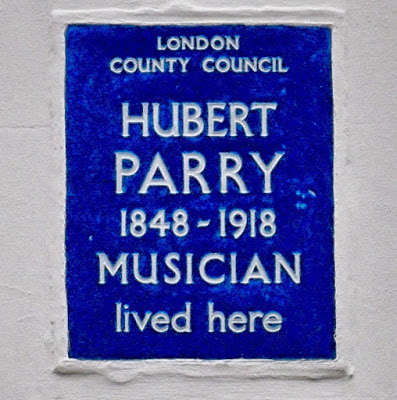 LONDON
COUNTY COUNCIL
HUBERT
PARRY
1848 - 1918
MUSICIAN
lived here